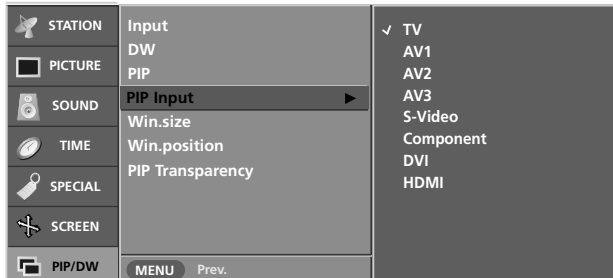 STATION
PICTURE
SOUND
TIME
SPECIAL
SCREEN
PIP/DW
Input
DW
PIP
PIP Input
Win.size
Win.position
PIP Transparency
MENU Prev.
TV
AV1
AV2
AV3
S-Video
Component
DVI
HDMI